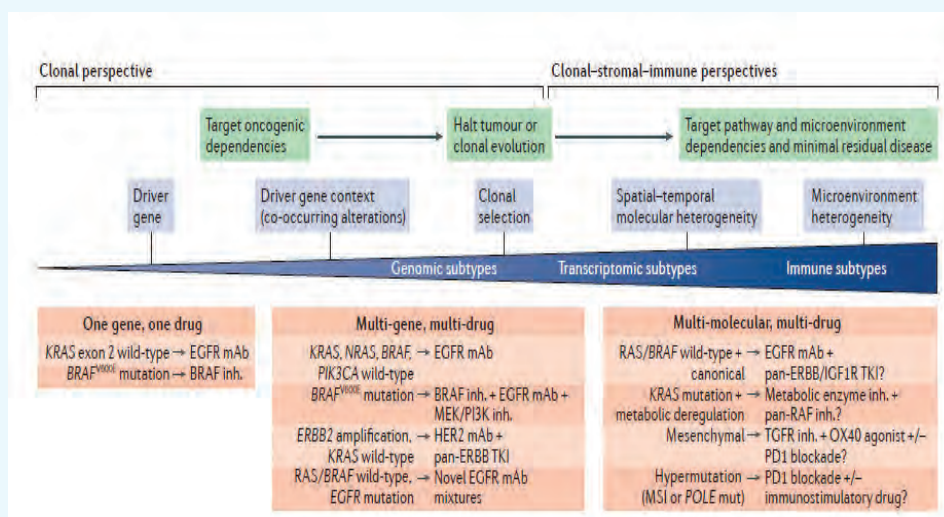 Clonal perspective
Clonal–stromal–immune perspectives
Target oncogenic
dependencies
Halt tumour or
clonal evolution
Target pathway and microenvironment
dependencies and minimal residual disease
Driver
gene
Driver gene context
(co-occurring alterations)
Clonal
selection
Spatial–temporal
molecular heterogeneity
Microenvironment
heterogeneity
Genomic subtypes
Transcriptomic subtypes
Immune subtypes
One gene, one drug
KRAS exon 2 wild-type → EGFR mAb
BRAFV600E mutation → BRAF inh.
Multi-gene, multi-drug
KRAS, NRAS, BRAF, → EGFR mAb
PIK3CA wild-type
BRAFV600E mutation → BRAF inh. + EGFR mAb +
MEK/PI3K inh.
ERBB2 amplification, → HER2 mAb +
KRAS wild-type pan-ERBB TKI
RAS/BRAF wild-type, → Novel EGFR mAb
EGFR mutation mixtures
Multi-molecular, multi-drug
RAS/BRAF wild-type + → EGFR mAb +
canonical pan-ERBB/IGF1R TKI?
KRAS mutation + → Metabolic enzyme inh. +
metabolic deregulation pan-RAF inh.?
Mesenchymal → TGFR inh. + OX40 agonist +/–
PD1 blockade?
Hypermutation → PD1 blockade +/–
(MSI or POLE mut) immunostimulatory drug?